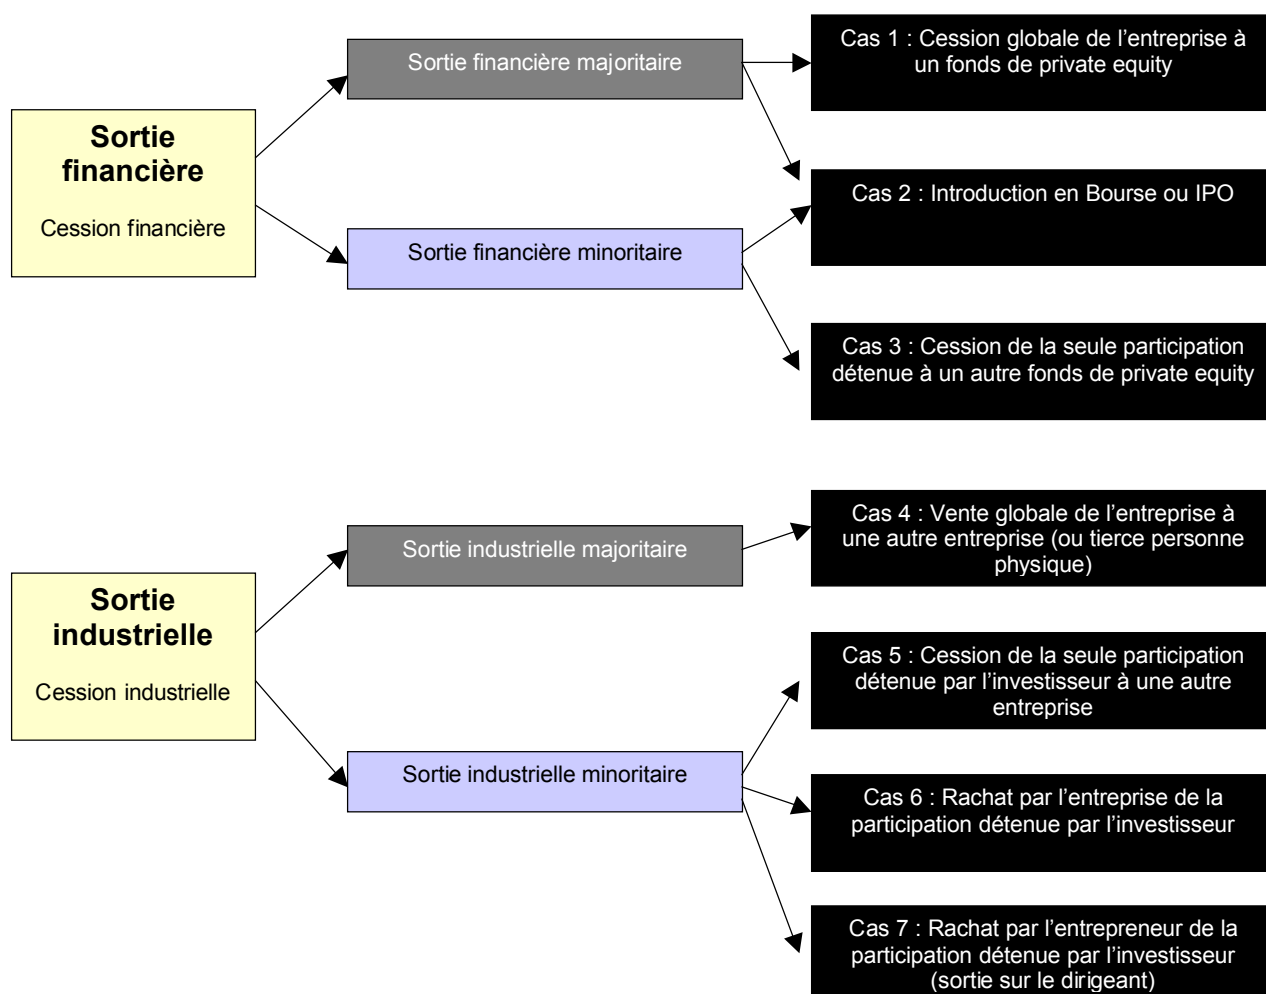 Sortie
financière
Cession financière
Sortie financière majoritaire
Sortie financière minoritaire
Cas 1 : Cession globale de l’entreprise à
un fonds de private equity
Cas 2 : Introduction en Bourse ou IPO
Cas 3 : Cession de la seule participation
détenue à un autre fonds de private equity
Sortie
industrielle
Cession industrielle
Sortie industrielle majoritaire
Sortie industrielle minoritaire
Cas 4 : Vente globale de l’entreprise à
une autre entreprise (ou tierce personne
physique)
Cas 5 : Cession de la seule participation
détenue par l’investisseur à une autre
entreprise
Cas 6 : Rachat par l’entreprise de la
participation détenue par l’investisseur
Cas 7 : Rachat par l’entrepreneur de la
participation détenue par l’investisseur
(sortie sur le dirigeant)